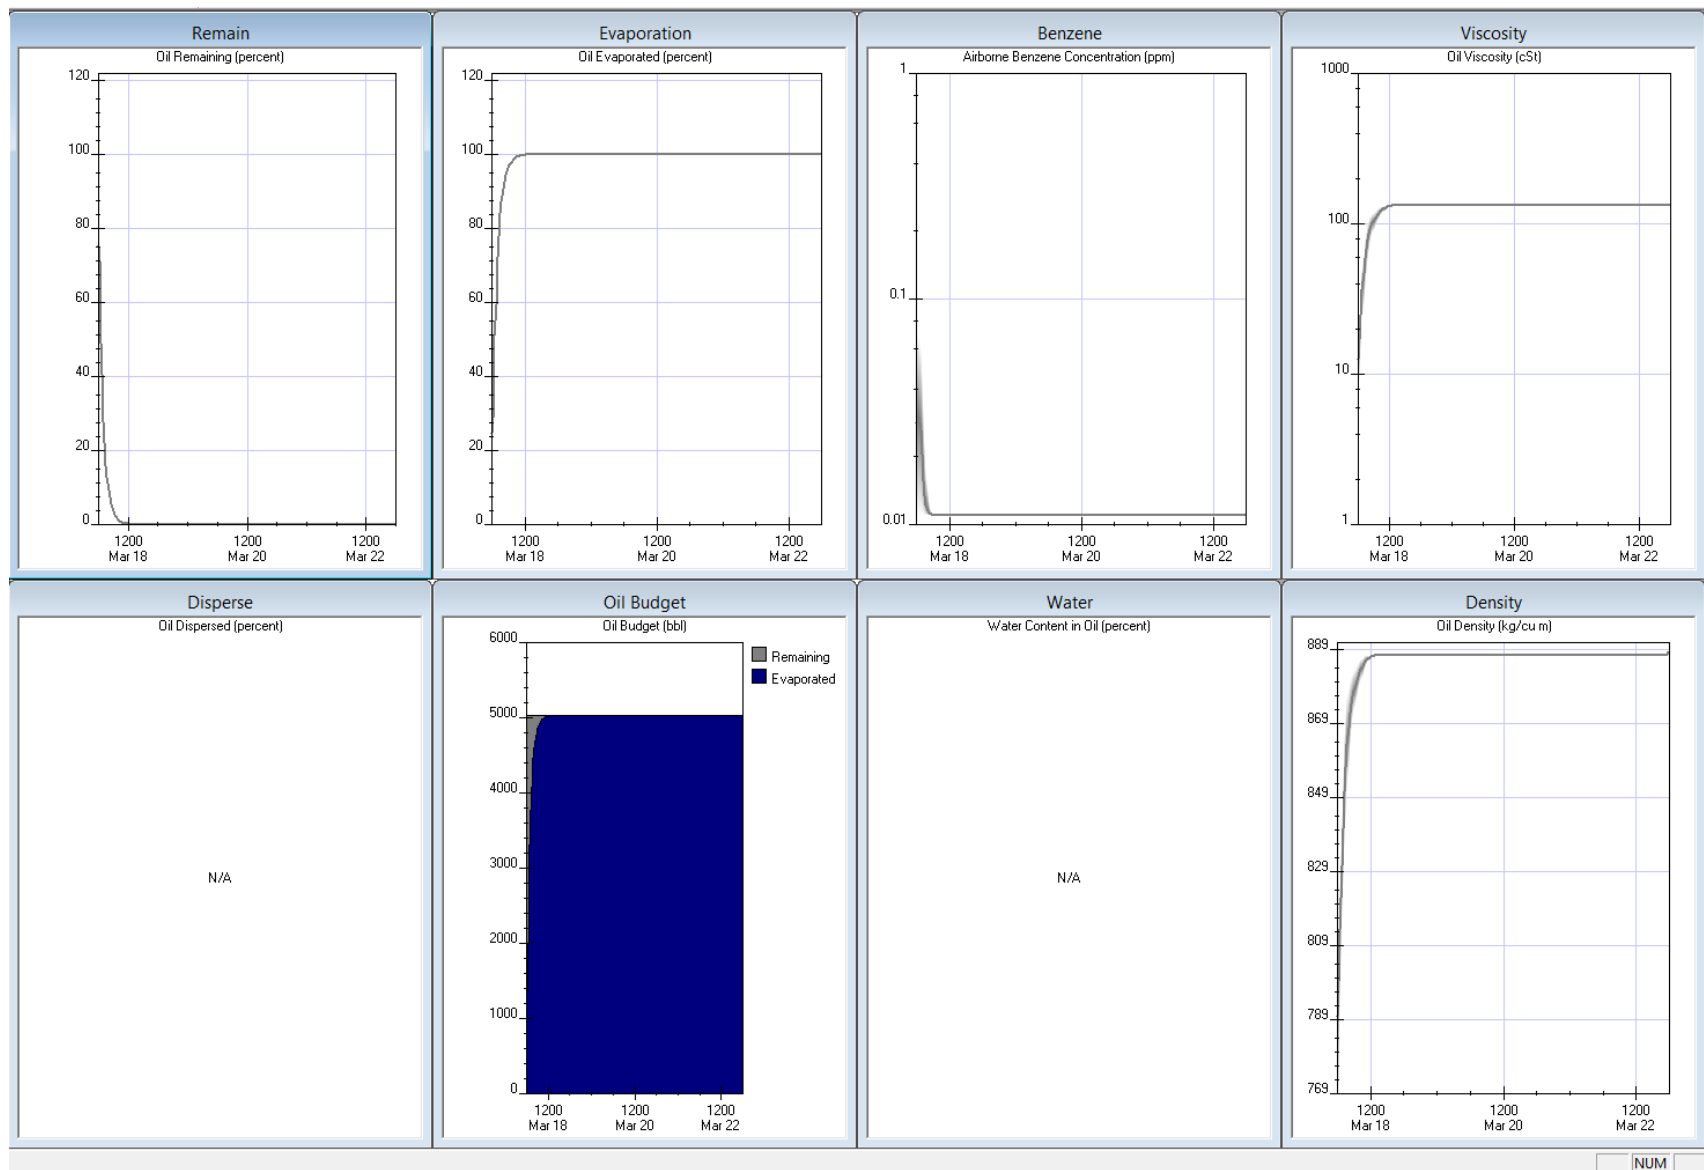 Remain
Oil Remaining (percent)
120
100
80
60
40
20
0
1200
Mar 18
1200
Mar 20
1200
Mar 22
Evaporation
Oil Evaporated (percent)
120
100
80
60
40
20
0
1200
Mar 18
1200
Mar 20
1200
Mar 22
Benzene
Airborne Benzene Concentration (ppm)
1
0.1
0.01
1200
Mar 18
1200
Mar 20
1200
Mar 22
Viscosity
Oil Viscosity (cSt)
1000
100
10
1
1200
Mar 18
1200
Mar 20
1200
Mar 22
Disperse
Oil Dispersed (percent)
N/A
Oil Budget
Oil Budget (bbl)
6000
5000
4000
3000
2000
1000
0
1200
Mar 18
1200
Mar 20
1200
Mar 22
Remaining
Evaporated
Water
Water Content in Oil (percent)
N/A
Density
Oil Density (kg/cu m)
889
869
849
829
809
789
769
1200
Mar 18
1200
Mar 20
1200
Mar 22
NUM